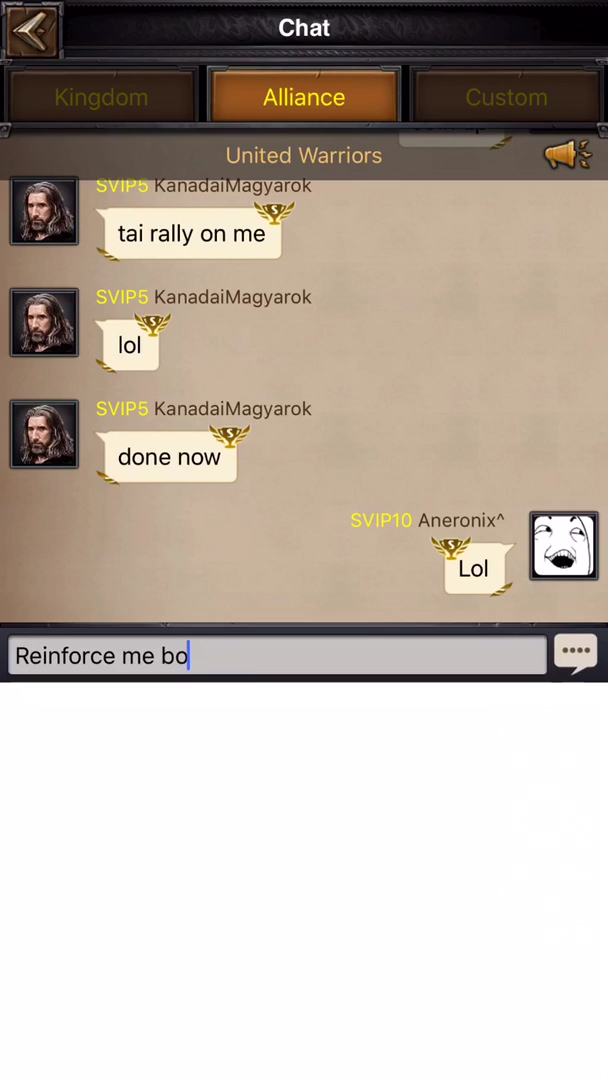 Chat
Kingdom
Alliance
Custom
United Warriors
SVIP5 KanadaiMagyarok
tai rally on me
SVIP5 KanadaiMagyarok
lol
SVIP5 KanadaiMagyarok
done now
SVIP10 Aneronix^
Lol
Reinforce me bo